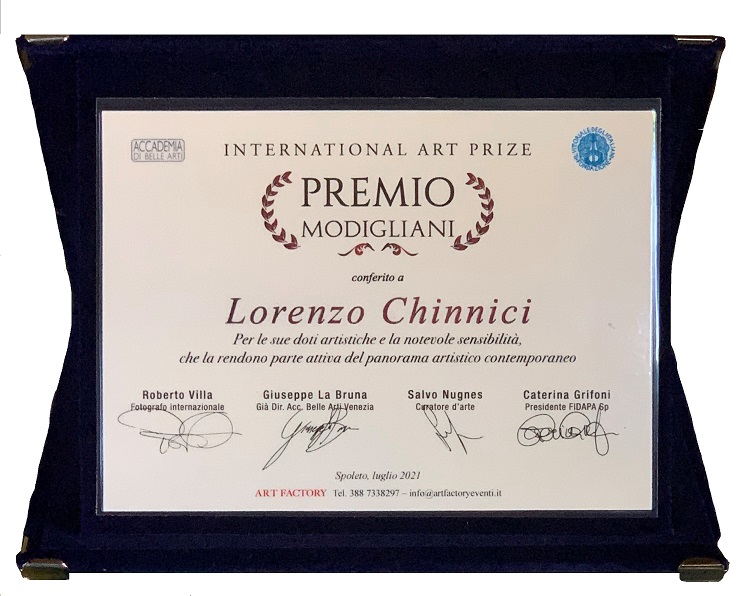 ACCADEMIA
DI BELLE ARTI
INTERNATIONAL ART PRIZE
PREMIO
MODIGLIANI
conferito a
Lorenzo Chinnici
Per le sue doti artistiche e la notevole sensibilità,
che la rendono parte attiva del panorama artistico contemporaneo
Roberto Villa
Fotografo internazionale
Giuseppe La Bruna
Già Dir. Acc. Belle Arti Venezia
Salvo Nugnes
Curatore d'arte
Caterina Grifoni
Presidente FIDAPA Sp
Spoleto, luglio 2021
ART FACTORY Tel. 388 7338297 – info@artfactoryeventi.it